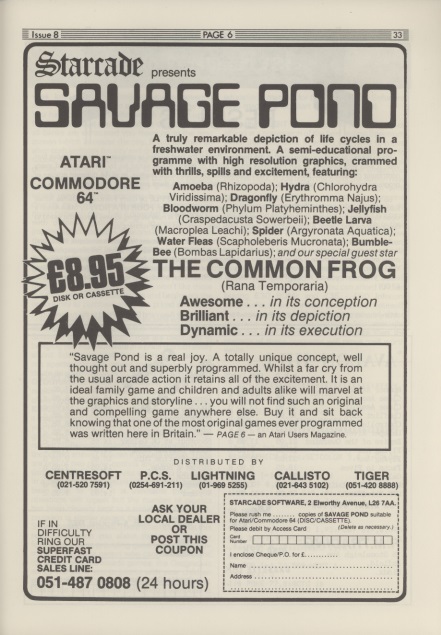 Issue 8 PAGE 6 33
Starcade presents
SAVAGE POND
A truly remarkable depiction of life cycles in a
freshwater environment. A semi-educational pro-
gramme with high resolution graphics, crammed
with thrills, spills and excitement, featuring:
ATARI™
COMMODORE
64™
Amoeba (Rhizopoda); Hydra (Chlorohydra
Viridissima); Dragonfly (Erythromma Najus);
Bloodworm (Phylum Platyheminthes); Jellyfish
(Craspedacusta Sowerbeii); Beetle Larva
(Macroplea Leachi); Spider (Argyronata Aquatica);
Water Fleas (Scapholeberis Mucronata); Bumble-
Bee (Bombas Lapidarius); and our special guest star
£8.95
DISK OR CASSETTE
THE COMMON FROG
(Rana Temporaria)
Awesome . . . in its conception
Brilliant . . . in its depiction
Dynamic . . . in its execution
"Savage Pond is a real joy. A totally unique concept, well
thought out and superbly programmed. Whilst a far cry from
the usual arcade action it retains all of the excitement. It is an
ideal family game and children and adults alike will marvel at
the graphics and storyline . . . you will not find such an original
and compelling game anywhere else. Buy it and sit back
knowing that one of the most original games ever programmed
was written here in Britain." — PAGE 6 — an Atari Users Magazine.
DISTRIBUTED BY
CENTRESOFT P.C.S. LIGHTNING CALLISTO TIGER
(021-520 7591) (0254-691-211) (01-969 5255) (021-643 5102) (051-420 8888)
IF IN
DIFFICULTY
RING OUR
SUPERFAST
CREDIT CARD
SALES LINE:
051-487 0808 (24 hours)
ASK YOUR
LOCAL DEALER
OR
POST THIS
COUPON
STARCADE SOFTWARE, 2 Elworthy Avenue, L26 7AA.
Please rush me ........ copies of SAVAGE POND suitable
for Atari/Commodore 64 (DISC/CASSETTE).
Please debit by Access Card (Delete as necessary.)
Card
Number
I enclose Cheque/P.O. for £
Name
Address